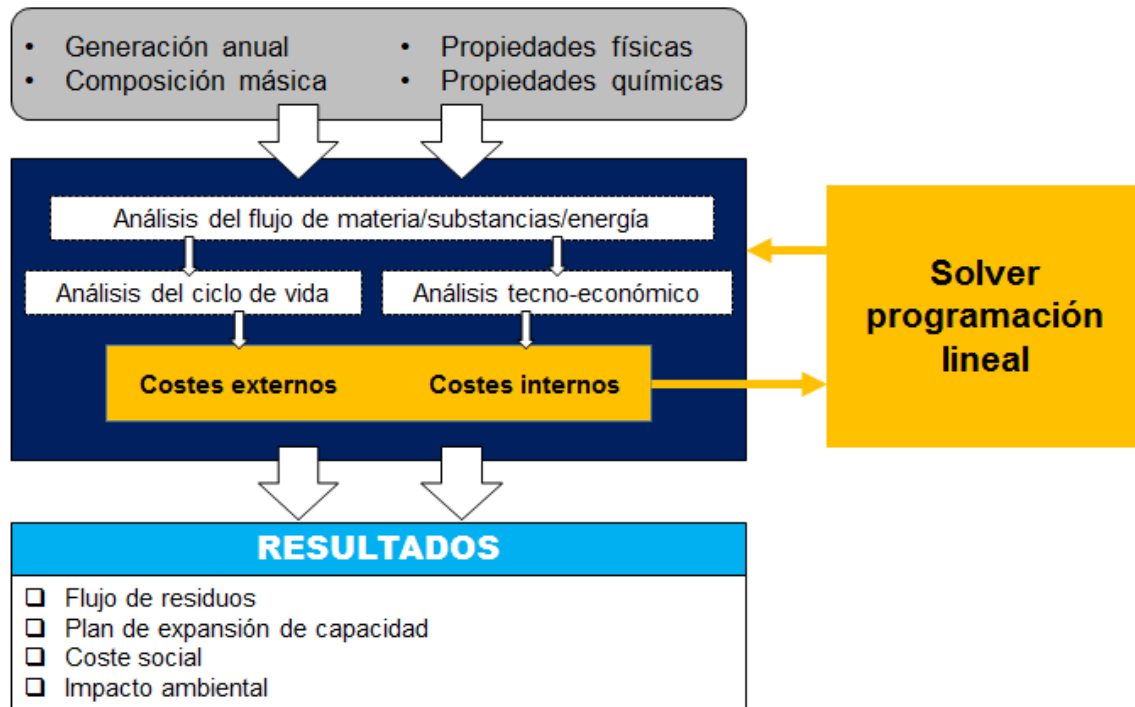 • Generación anual
• Composición másica
• Propiedades físicas
• Propiedades químicas
Análisis del flujo de materia/substancias/energía
Análisis del ciclo de vida
Análisis tecno-económico
Costes externos
Costes internos
Solver
programación
lineal
RESULTADOS
❑ Flujo de residuos
❑ Plan de expansión de capacidad
❑ Coste social
❑ Impacto ambiental